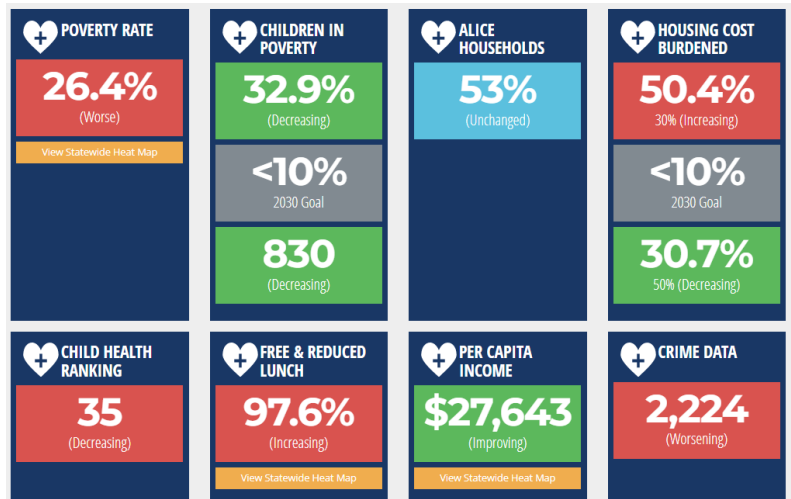 POVERTY RATE
26.4%
(Worse)
View Statewide Heat Map
CHILDREN IN
POVERTY
32.9%
(Decreasing)
<10%
2030 Goal
830
(Decreasing)
ALICE
HOUSEHOLDS
53%
(Unchanged)
HOUSING COST
BURDENED
50.4%
30% (Increasing)
<10%
2030 Goal
30.7%
50% (Decreasing)
CHILD HEALTH
RANKING
35
(Decreasing)
FREE & REDUCED
LUNCH
97.6%
(Increasing)
View Statewide Heat Map
PER CAPITA
INCOME
$27,643
(Improving)
View Statewide Heat Map
CRIME DATA
2,224
(Worsening)